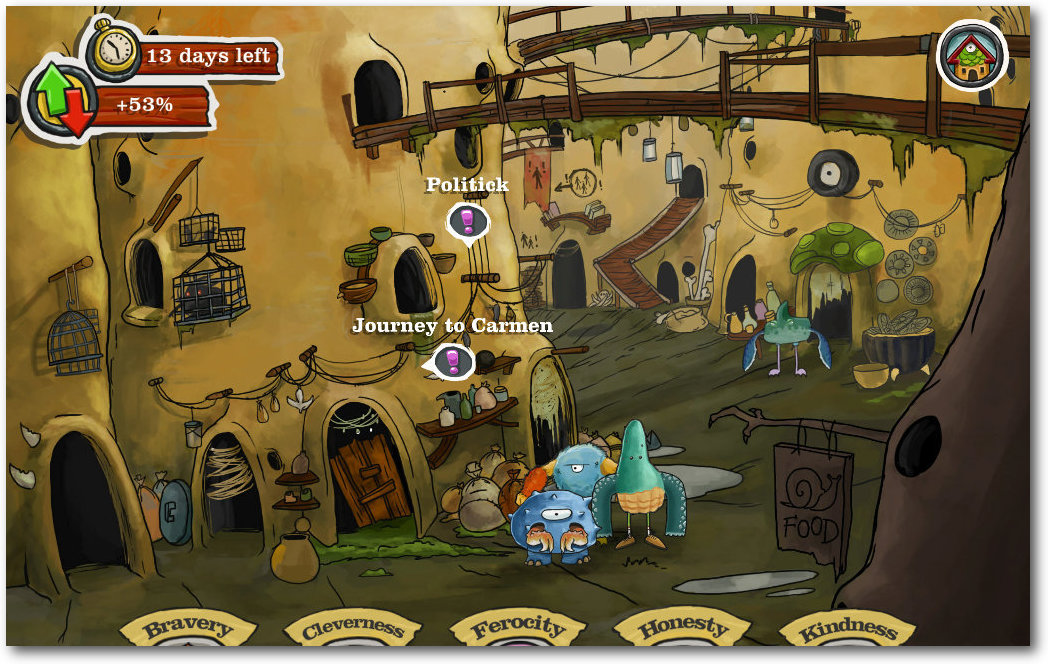 13 days left
+53%
Politick
Journey to Carmen
FOOD
Bravery
Cleverness
Ferocity
Honesty
Kindness